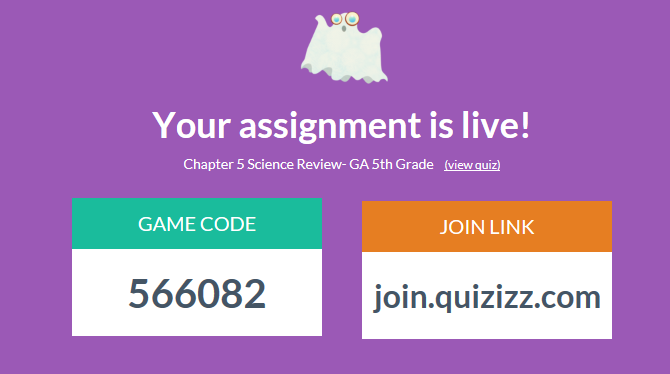 Your assignment is live!
Chapter 5 Science Review- GA 5th Grade (view quiz)
GAME CODE
566082
JOIN LINK
join.quizizz.com